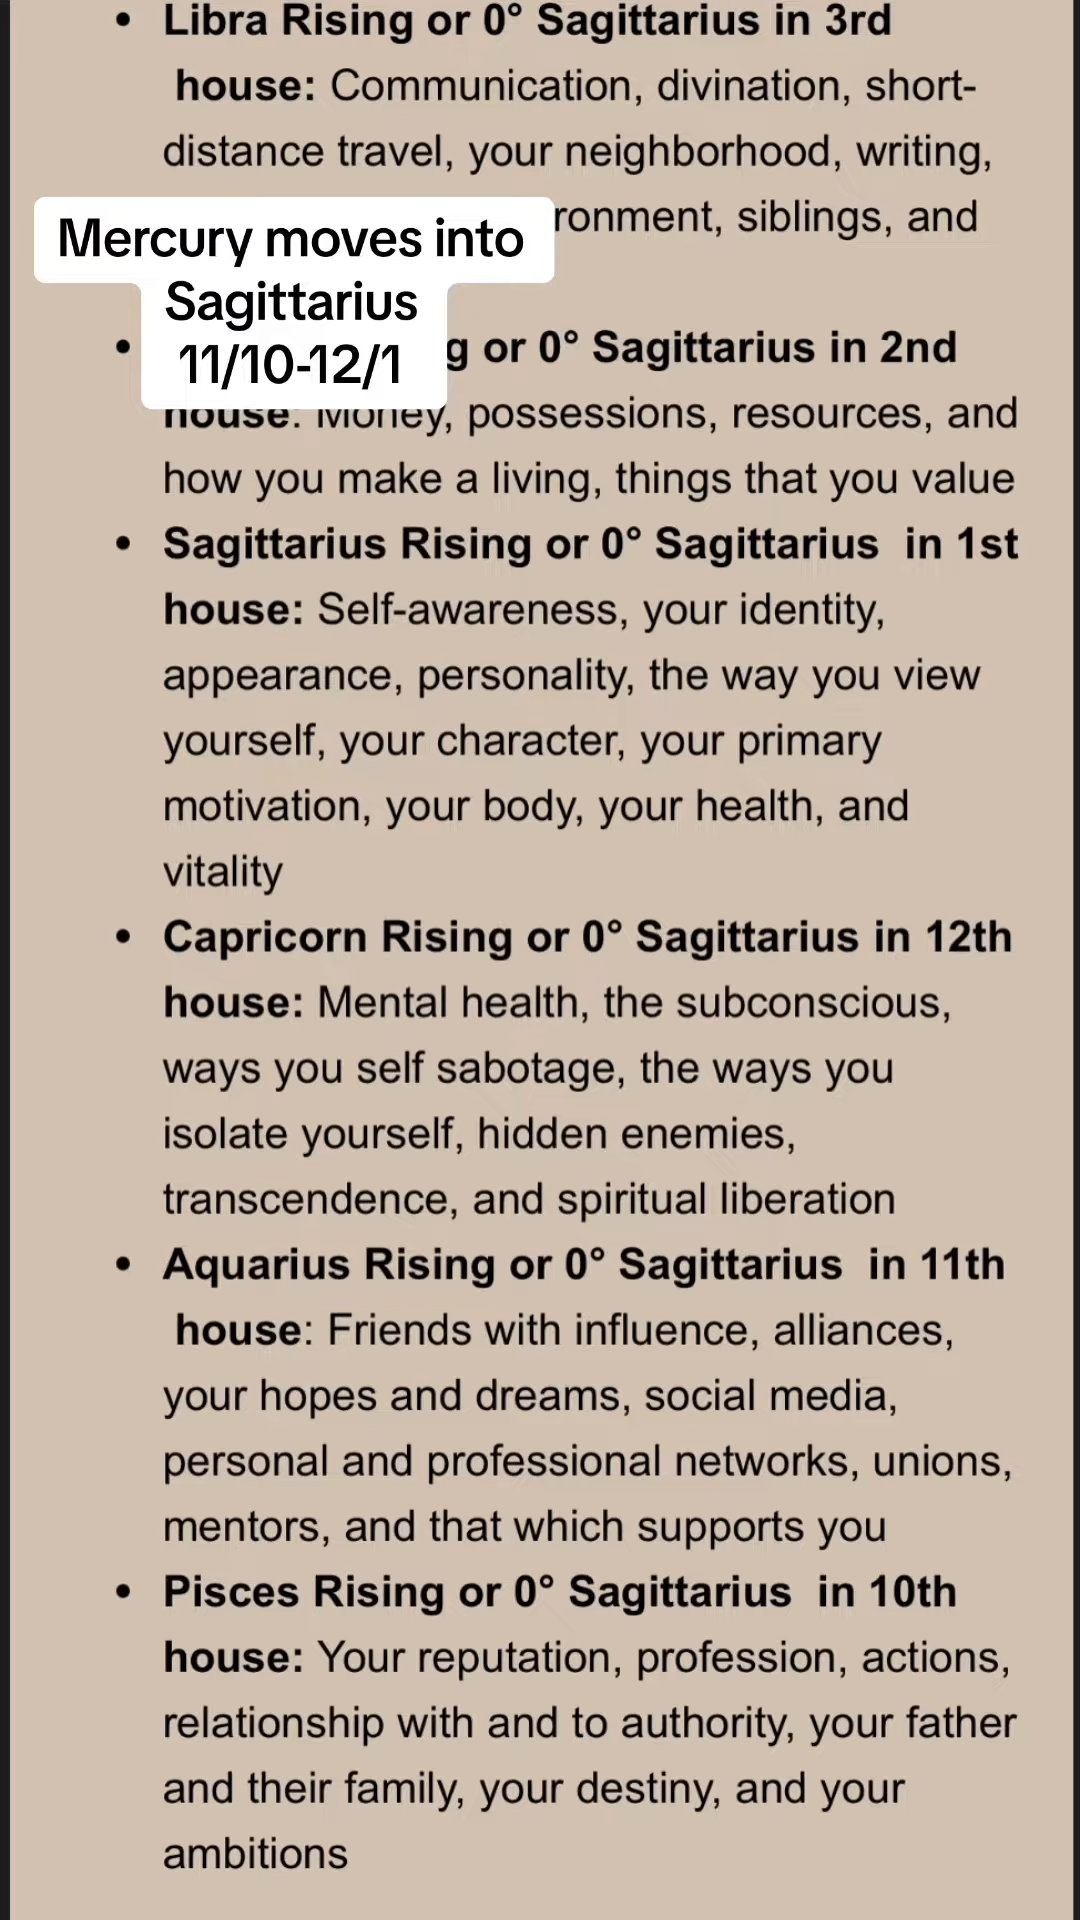 • Libra Rising or 0° Sagittarius in 3rd
house: Communication, divination, short-
distance travel, your neighborhood, writing,
siblings, and
Mercury moves into
Sagittarius
11/10-12/1
• or 0° Sagittarius in 2nd
house: Money, possessions, resources, and
how you make a living, things that you value
• Sagittarius Rising or 0° Sagittarius in 1st
house: Self-awareness, your identity,
appearance, personality, the way you view
yourself, your character, your primary
motivation, your body, your health, and
vitality
• Capricorn Rising or 0° Sagittarius in 12th
house: Mental health, the subconscious,
ways you self sabotage, the ways you
isolate yourself, hidden enemies,
transcendence, and spiritual liberation
• Aquarius Rising or 0° Sagittarius in 11th
house: Friends with influence, alliances,
your hopes and dreams, social media,
personal and professional networks, unions,
mentors, and that which supports you
• Pisces Rising or 0° Sagittarius in 10th
house: Your reputation, profession, actions,
relationship with and to authority, your father
and their family, your destiny, and your
ambitions